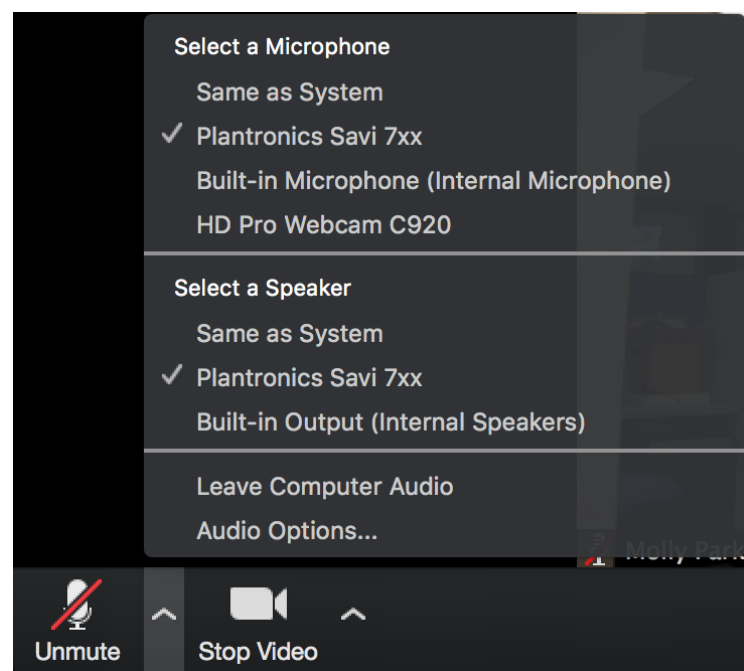 Select a Microphone
Same as System
Plantronics Savi 7xx
Built-in Microphone (Internal Microphone)
HD Pro Webcam C920
Select a Speaker
Same as System
Plantronics Savi 7xx
Built-in Output (Internal Speakers)
Leave Computer Audio
Audio Options...
Molly Park
Unmute
Stop Video